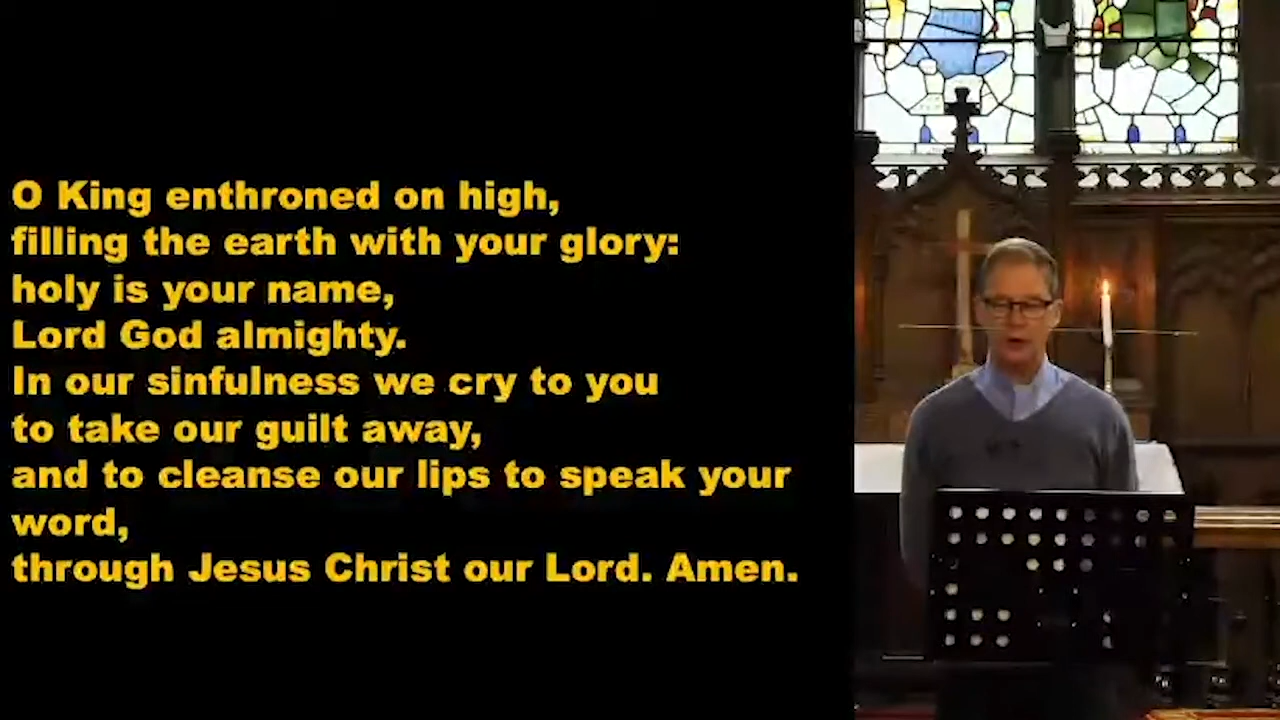 O King enthroned on high,
filling the earth with your glory:
holy is your name,
Lord God almighty.
In our sinfulness we cry to you
to take our guilt away,
and to cleanse our lips to speak your
word,
through Jesus Christ our Lord. Amen.